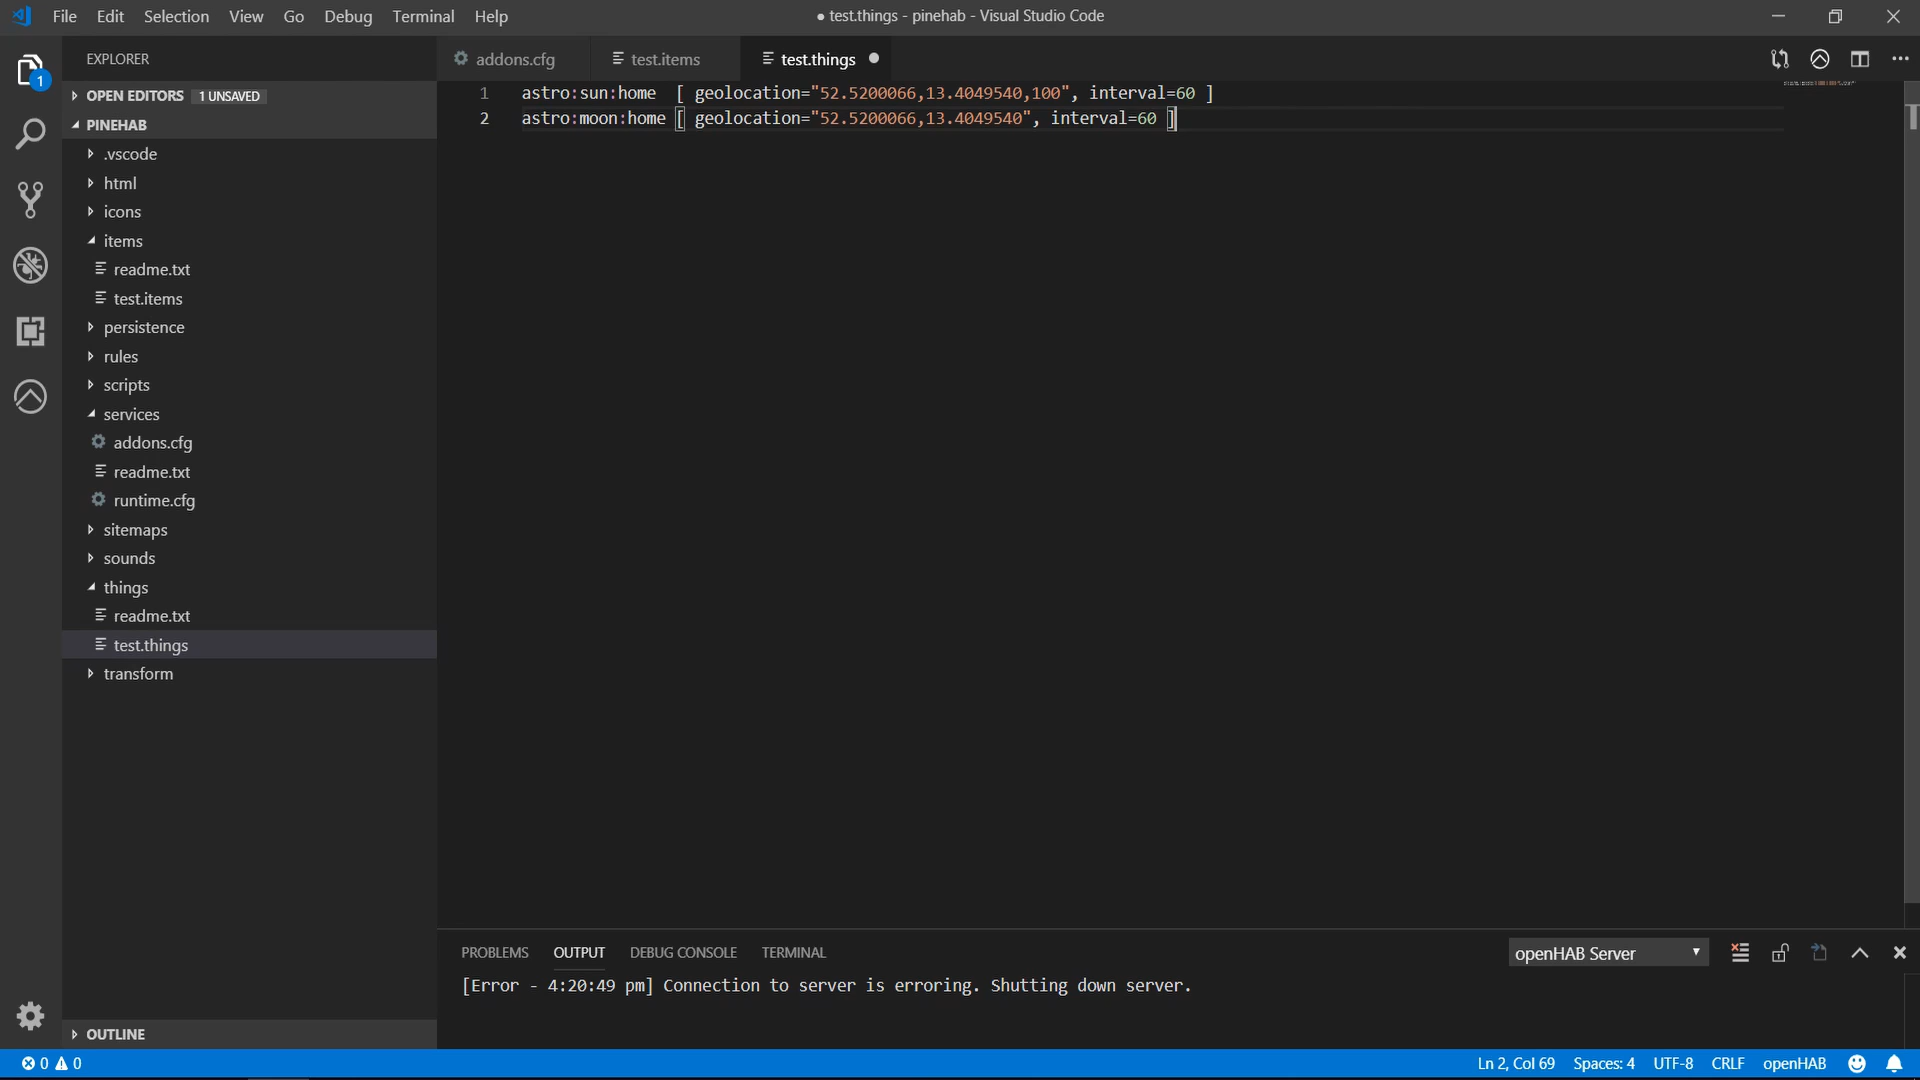 File Edit Selection View Go Debug Terminal Help
● test.things - pinehab - Visual Studio Code
1
EXPLORER
OPEN EDITORS 1 UNSAVED
PINEHAB
.vscode
html
icons
items
readme.txt
test.items
persistence
rules
scripts
services
addons.cfg
readme.txt
runtime.cfg
sitemaps
sounds
things
readme.txt
test.things
transform
OUTLINE
addons.cfg test.items test.things
1 astro:sun:home [ geolocation="52.5200066,13.4049540,100", interval=60 ]
2 astro:moon:home [ geolocation="52.5200066,13.4049540", interval=60 ]
PROBLEMS OUTPUT DEBUG CONSOLE TERMINAL
openHAB Server
[Error - 4:20:49 pm] Connection to server is erroring. Shutting down server.
0 0
Ln 2, Col 69 Spaces: 4 UTF-8 CRLF openHAB